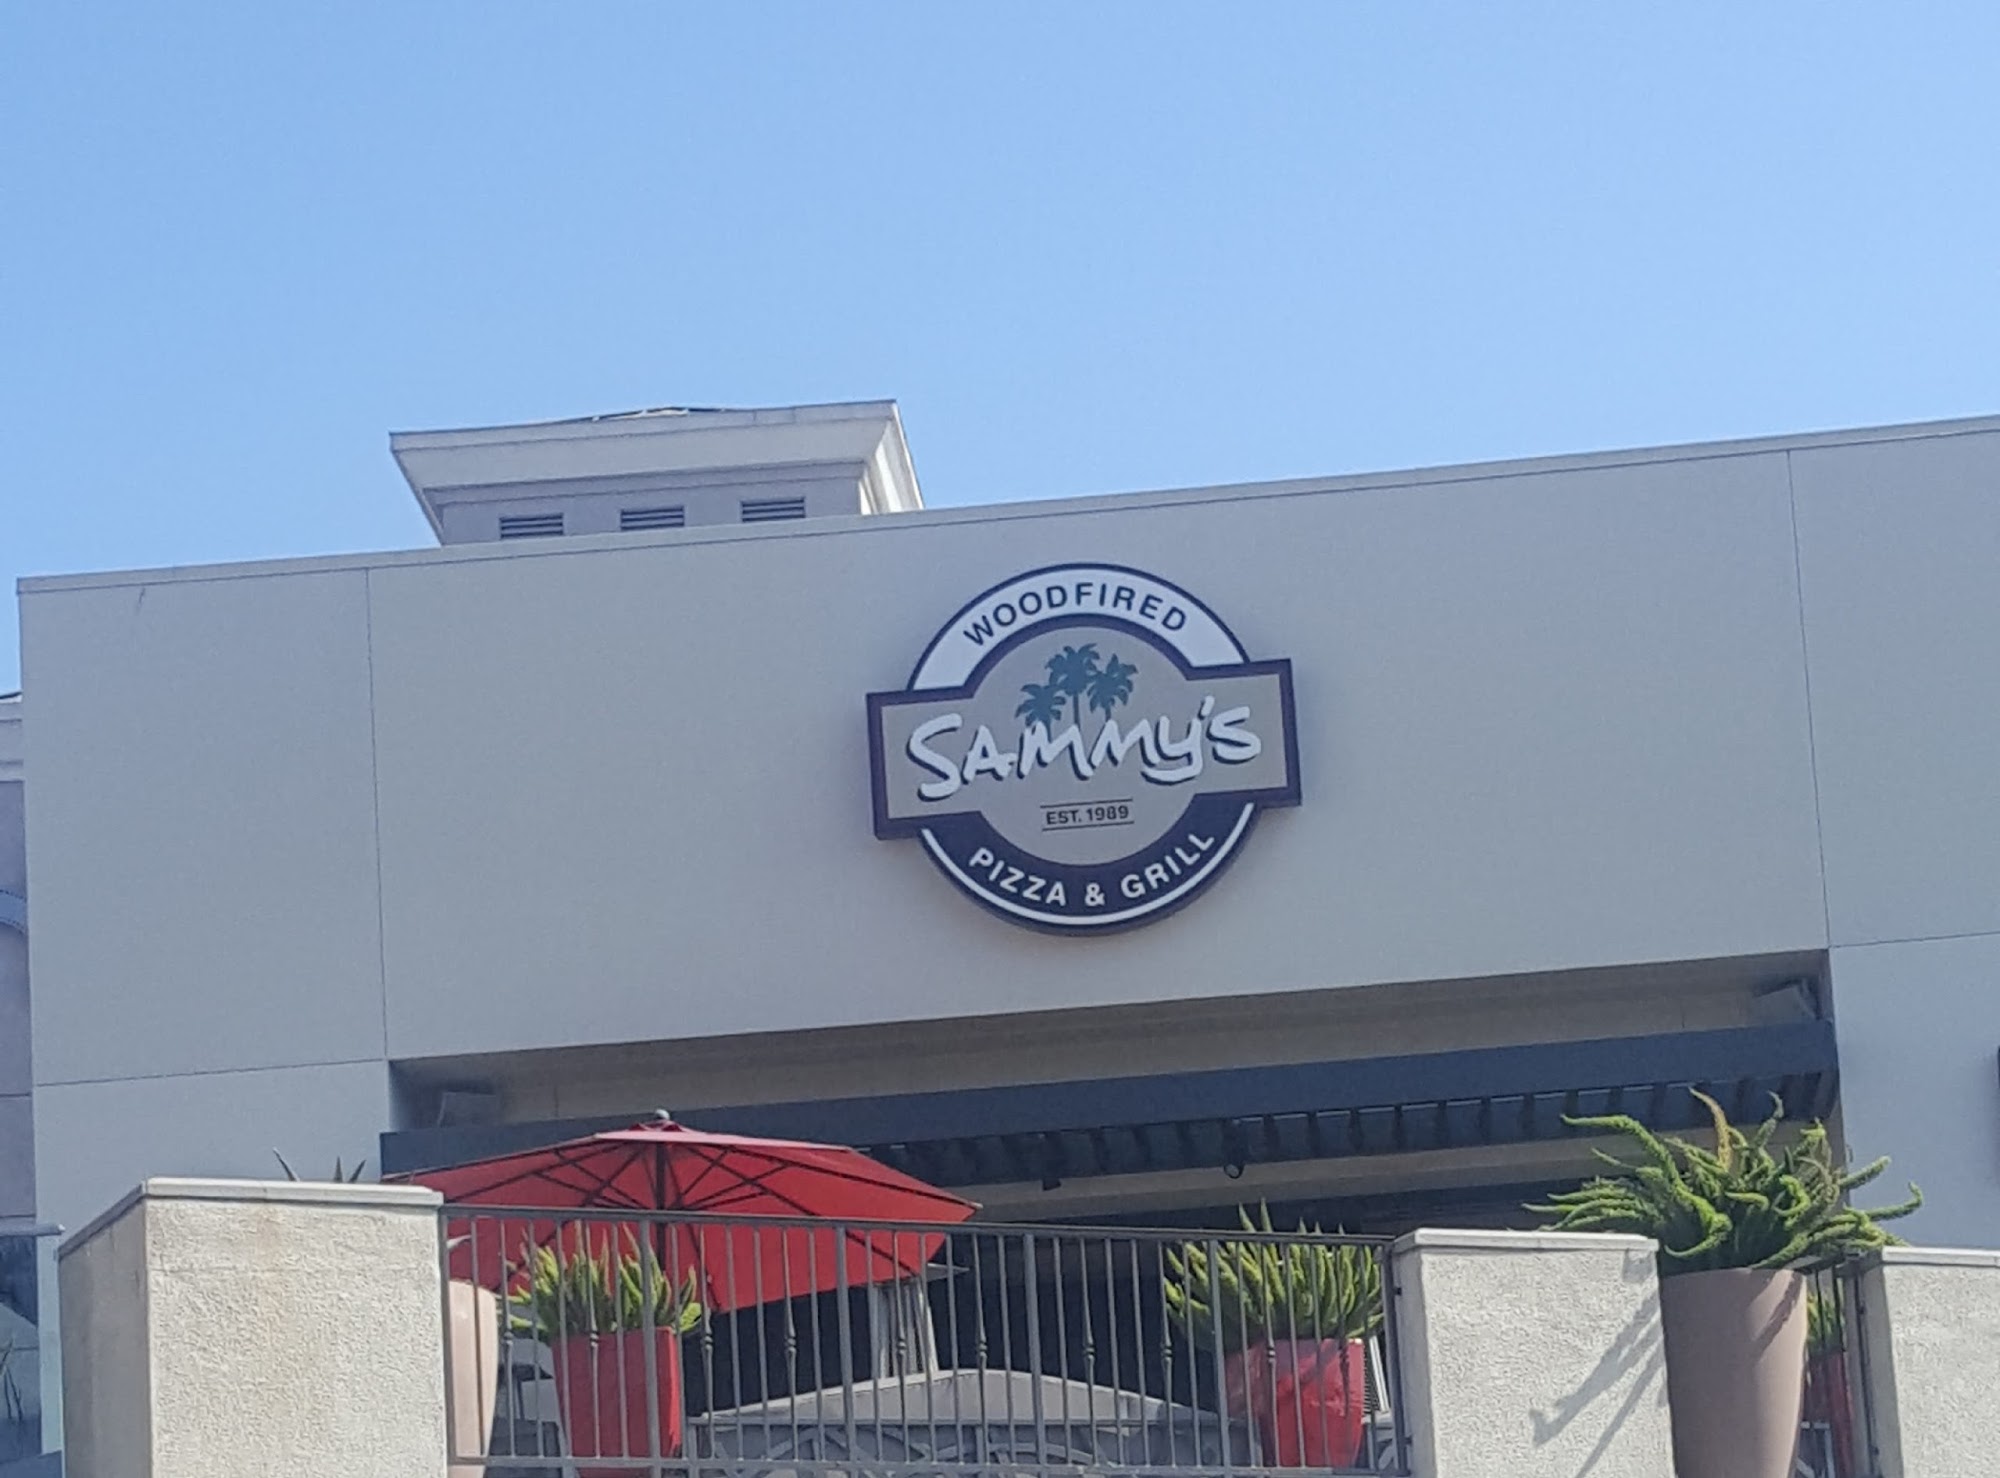 WOODFIRED
SAMMY'S
EST. 1989
PIZZA & GRILL